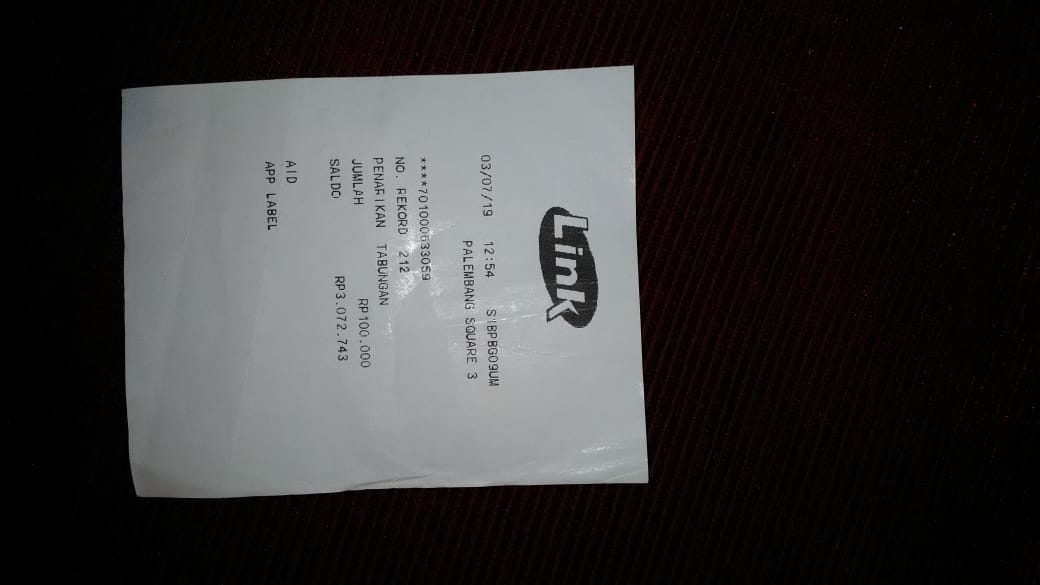 Link
03/07/19 12:54 S1BPBG09UM
PALEMBANG SQUARE 3
****701000633059
NO. REKORD 212
PENARIKAN TABUNGAN
JUMLAH RP100.000
SALDO RP3.072.743
AID
APP LABEL